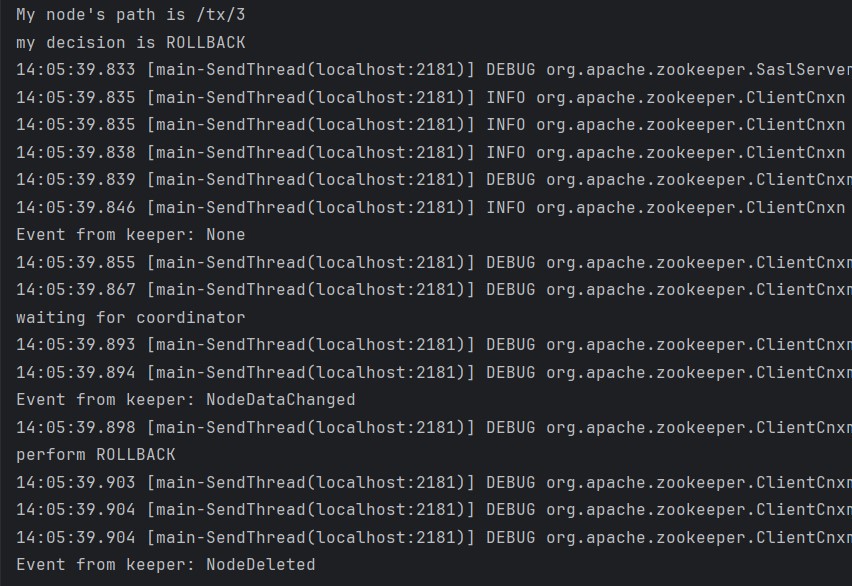 My node's path is /tx/3
my decision is ROLLBACK
14:05:39.833 [main-SendThread(localhost:2181)] DEBUG org.apache.zookeeper.SaslServer
14:05:39.835 [main-SendThread(localhost:2181)] INFO org.apache.zookeeper.ClientCnxn
14:05:39.835 [main-SendThread(localhost:2181)] INFO org.apache.zookeeper.ClientCnxn
14:05:39.838 [main-SendThread(localhost:2181)] INFO org.apache.zookeeper.ClientCnxn
14:05:39.839 [main-SendThread(localhost:2181)] DEBUG org.apache.zookeeper.ClientCnxn
14:05:39.846 [main-SendThread(localhost:2181)] INFO org.apache.zookeeper.ClientCnxn
Event from keeper: None
14:05:39.855 [main-SendThread(localhost:2181)] DEBUG org.apache.zookeeper.ClientCnxn
14:05:39.867 [main-SendThread(localhost:2181)] DEBUG org.apache.zookeeper.ClientCnxn
waiting for coordinator
14:05:39.893 [main-SendThread(localhost:2181)] DEBUG org.apache.zookeeper.ClientCnxn
14:05:39.894 [main-SendThread(localhost:2181)] DEBUG org.apache.zookeeper.ClientCnxn
Event from keeper: NodeDataChanged
14:05:39.898 [main-SendThread(localhost:2181)] DEBUG org.apache.zookeeper.ClientCnxn
perform ROLLBACK
14:05:39.903 [main-SendThread(localhost:2181)] DEBUG org.apache.zookeeper.ClientCnxn
14:05:39.904 [main-SendThread(localhost:2181)] DEBUG org.apache.zookeeper.ClientCnxn
14:05:39.904 [main-SendThread(localhost:2181)] DEBUG org.apache.zookeeper.ClientCnxn
Event from keeper: NodeDeleted